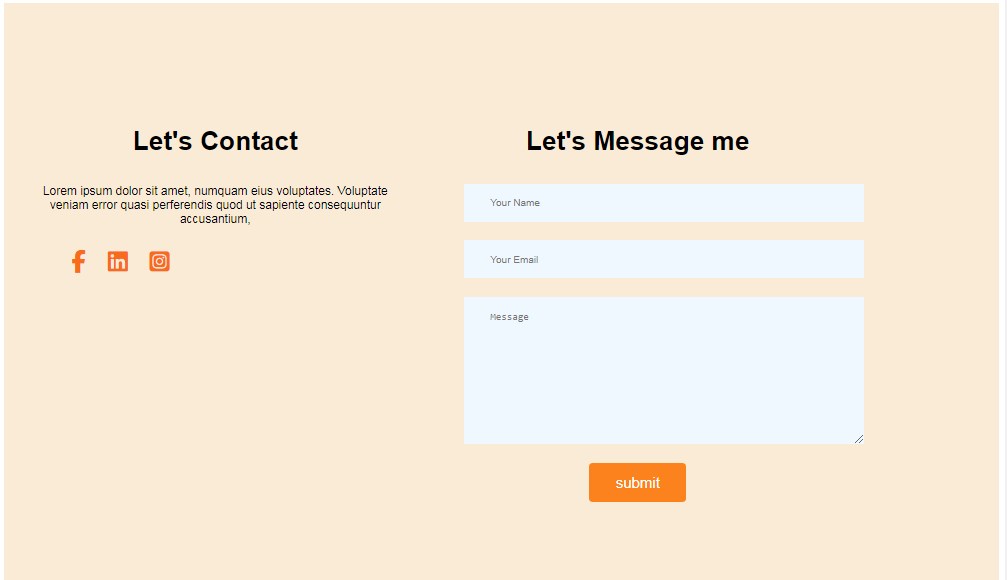 Let's Contact
Lorem ipsum dolor sit amet, numquam eius voluptates. Voluptate
veniam error quasi perferendis quod ut sapiente consequuntur
accusantium,
Let's Message me
Your Name
Your Email
Message
submit